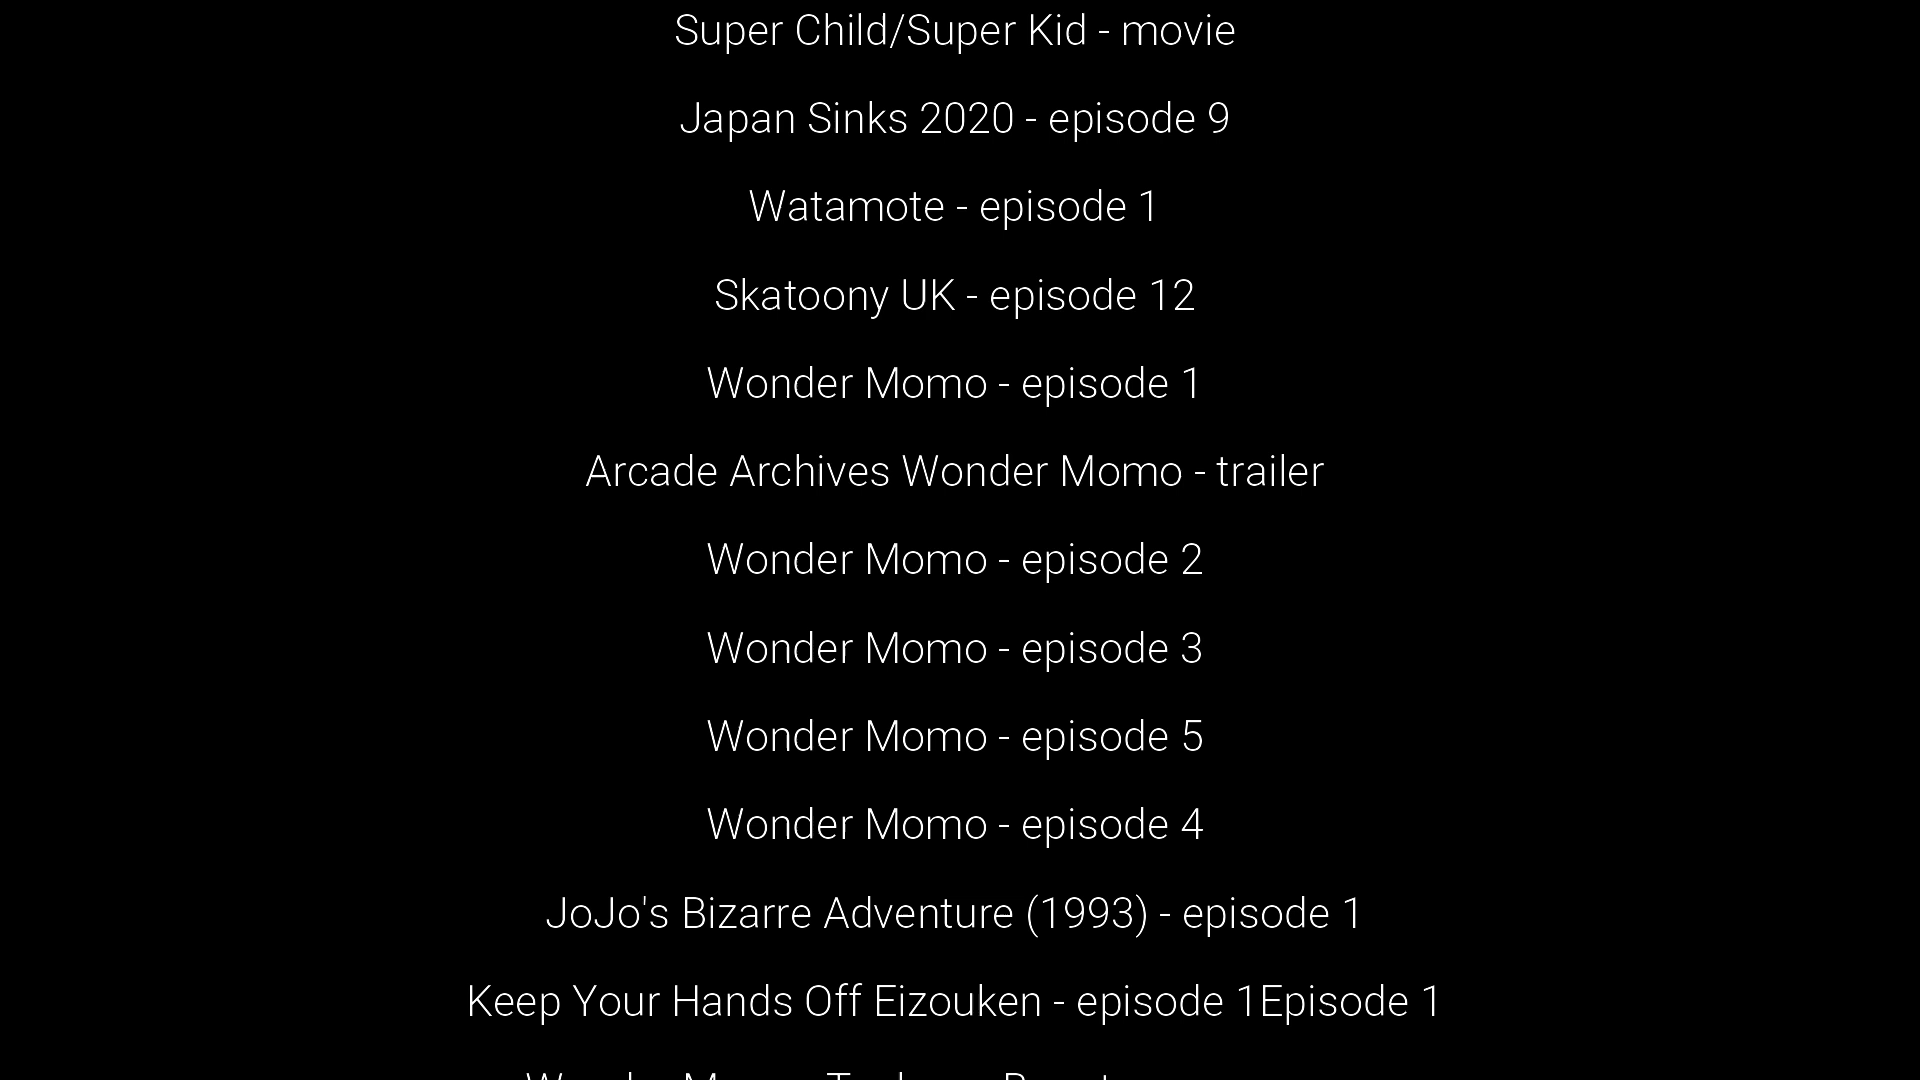 Super Child/Super Kid - movie
Japan Sinks 2020 - episode 9
Watamote - episode 1
Skatoony UK - episode 12
Wonder Momo - episode 1
Arcade Archives Wonder Momo - trailer
Wonder Momo - episode 2
Wonder Momo - episode 3
Wonder Momo - episode 5
Wonder Momo - episode 4
JoJo's Bizarre Adventure (1993) - episode 1
Keep Your Hands Off Eizouken - episode 1Episode 1
Wonder Momo